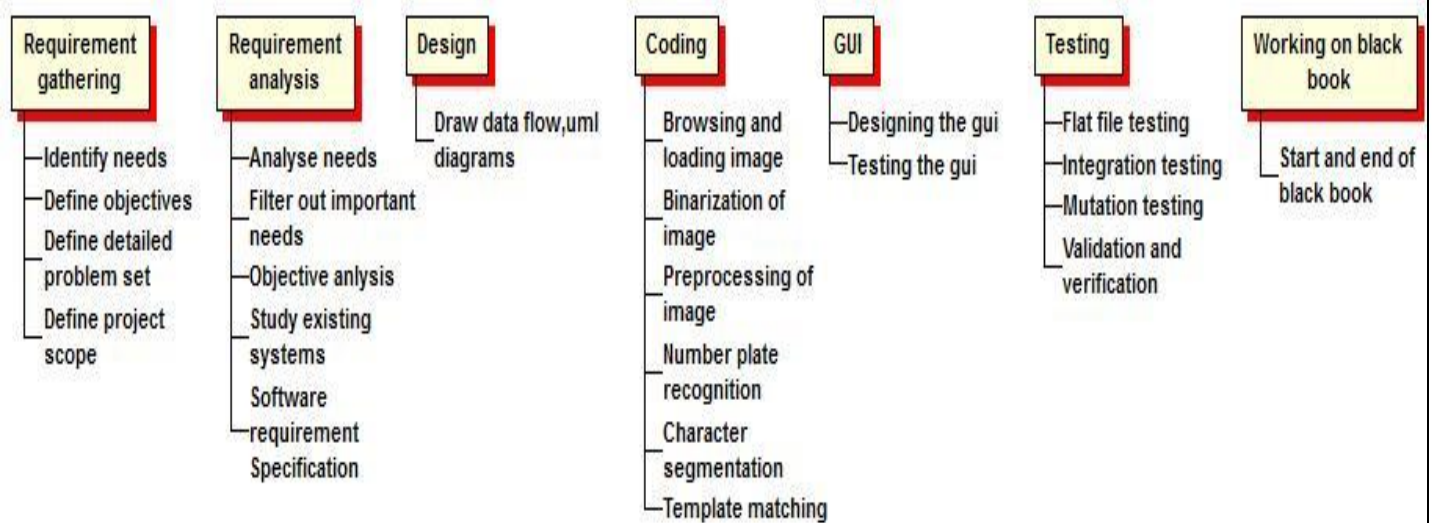 Requirement
gathering
Identify needs
Define objectives
Define detailed
problem set
Define project
scope
Requirement
analysis
Analyse needs
Filter out important
needs
Objective anlysis
Study existing
systems
Software
requirement
Specification
Design
Draw data flow,uml
diagrams
Coding
Browsing and
loading image
Binarization of
image
Preprocessing of
image
Number plate
recognition
Character
segmentation
Template matching
GUI
Designing the gui
Testing the gui
Testing
Flat file testing
Integration testing
Mutation testing
Validation and
verification
Working on black
book
Start and end of
black book